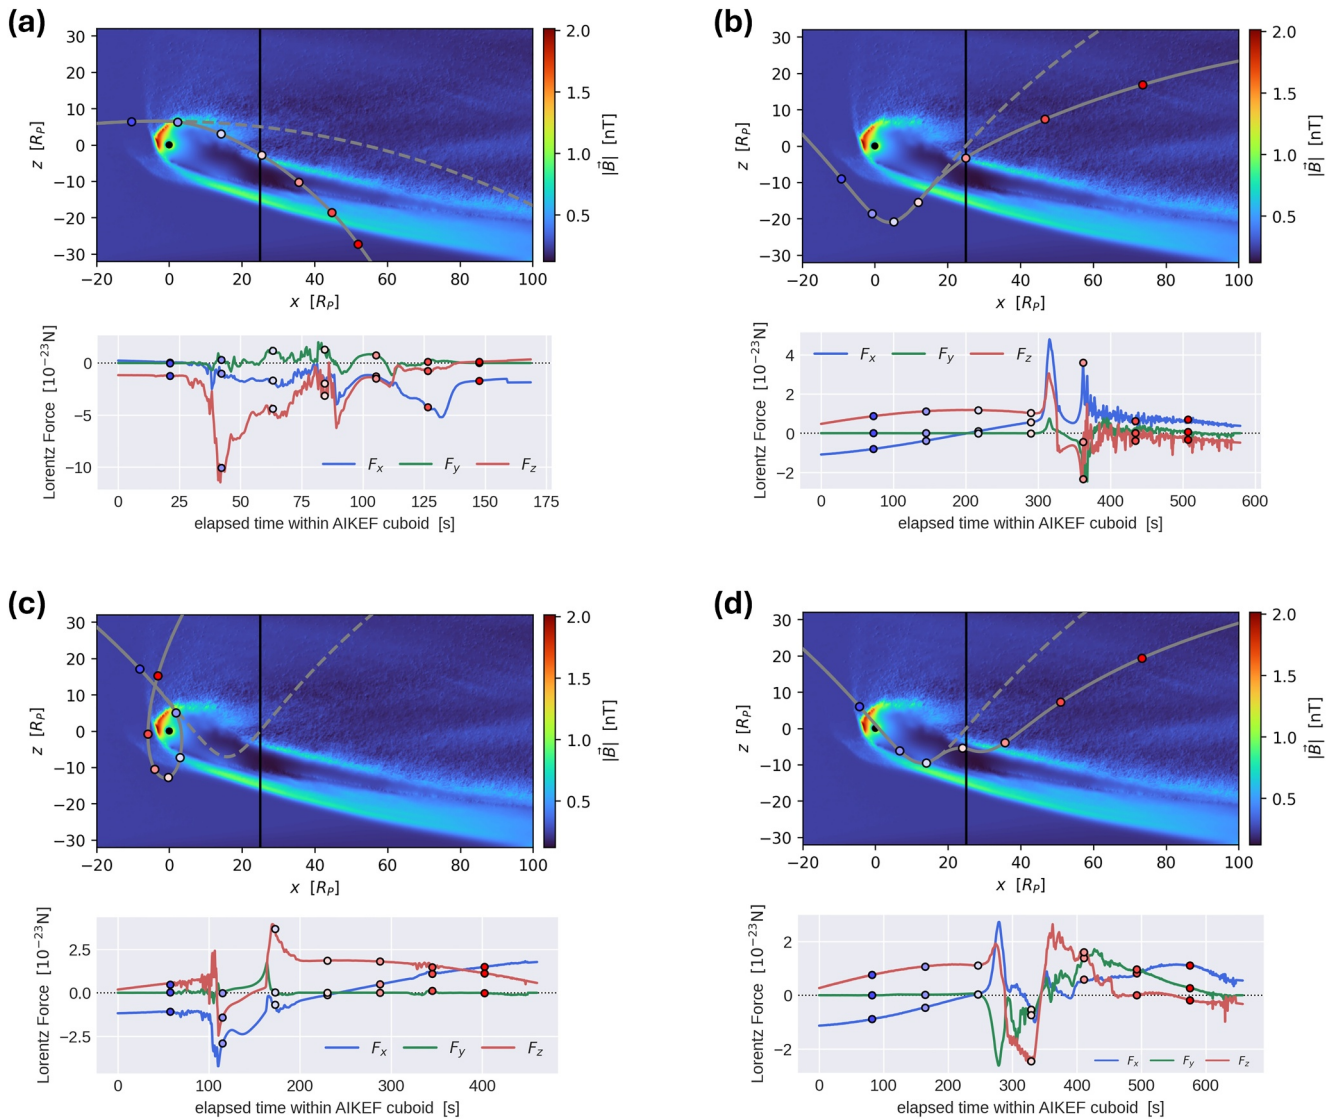 (a)
30
20
10
0
−10
−20
−30
z [R_P]
−20 0 20 40 60 80 100
x [R_P]
2.0
1.5
1.0
0.5
|B⃗| [nT]
0
−5
−10
Lorentz Force [10⁻²³N]
F_x F_y F_z
0 25 50 75 100 125 150 175
elapsed time within AIKEF cuboid [s]
(b)
30
20
10
0
−10
−20
−30
z [R_P]
−20 0 20 40 60 80 100
x [R_P]
2.0
1.5
1.0
0.5
|B⃗| [nT]
F_x F_y F_z
4
2
0
−2
Lorentz Force [10⁻²³N]
0 100 200 300 400 500 600
elapsed time within AIKEF cuboid [s]
(c)
30
20
10
0
−10
−20
−30
z [R_P]
−20 0 20 40 60 80 100
x [R_P]
2.0
1.5
1.0
0.5
|B⃗| [nT]
2.5
0.0
−2.5
Lorentz Force [10⁻²³N]
F_x F_y F_z
0 100 200 300 400
elapsed time within AIKEF cuboid [s]
(d)
30
20
10
0
−10
−20
−30
z [R_P]
−20 0 20 40 60 80 100
x [R_P]
2.0
1.5
1.0
0.5
|B⃗| [nT]
2
0
−2
Lorentz Force [10⁻²³N]
F_x F_y F_z
0 100 200 300 400 500 600
elapsed time within AIKEF cuboid [s]